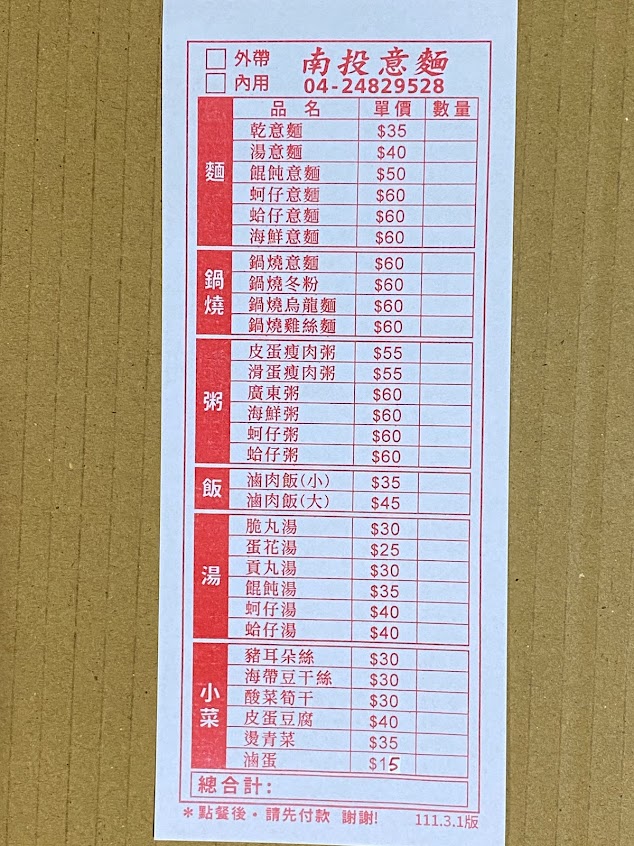 外帶 南投意麵
內用 04-24829528
品名 單價 數量
麵
乾意麵 $35
湯意麵 $40
餛飩意麵 $50
蚵仔意麵 $60
蛤仔意麵 $60
海鮮意麵 $60
鍋燒
鍋燒意麵 $60
鍋燒冬粉 $60
鍋燒烏龍麵 $60
鍋燒雞絲麵 $60
粥
皮蛋瘦肉粥 $55
滑蛋瘦肉粥 $55
廣東粥 $60
海鮮粥 $60
蚵仔粥 $60
蛤仔粥 $60
飯
滷肉飯(小) $35
滷肉飯(大) $45
湯
脆丸湯 $30
蛋花湯 $25
貢丸湯 $30
餛飩湯 $35
蚵仔湯 $40
蛤仔湯 $40
小菜
豬耳朵絲 $30
海帶豆干絲 $30
酸菜筍干 $30
皮蛋豆腐 $40
燙青菜 $35
滷蛋 $15
總合計:
*點餐後・請先付款 謝謝! 111.3.1版